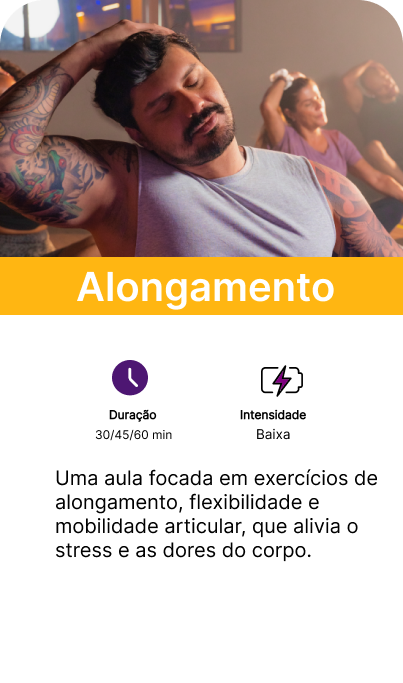 Alongamento
Duração
30/45/60 min
Intensidade
Baixa
Uma aula focada em exercícios de
alongamento, flexibilidade e
mobilidade articular, que alivia o
stress e as dores do corpo.